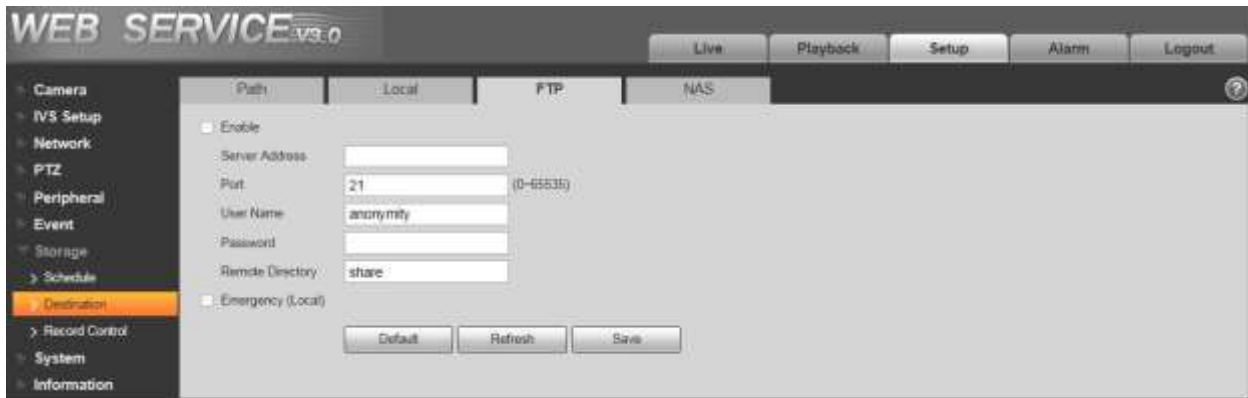 WEB SERVICE V3.0
Live Playback Setup Alarm Logout
Camera
IVS Setup
Network
PTZ
Peripheral
Event
Storage
Schedule
Destination
Record Control
System
Information
Path Local FTP NAS
Enable
Server Address
Port 21 (0~65535)
User Name anonymity
Password
Remote Directory share
Emergency (Local)
Default Refresh Save